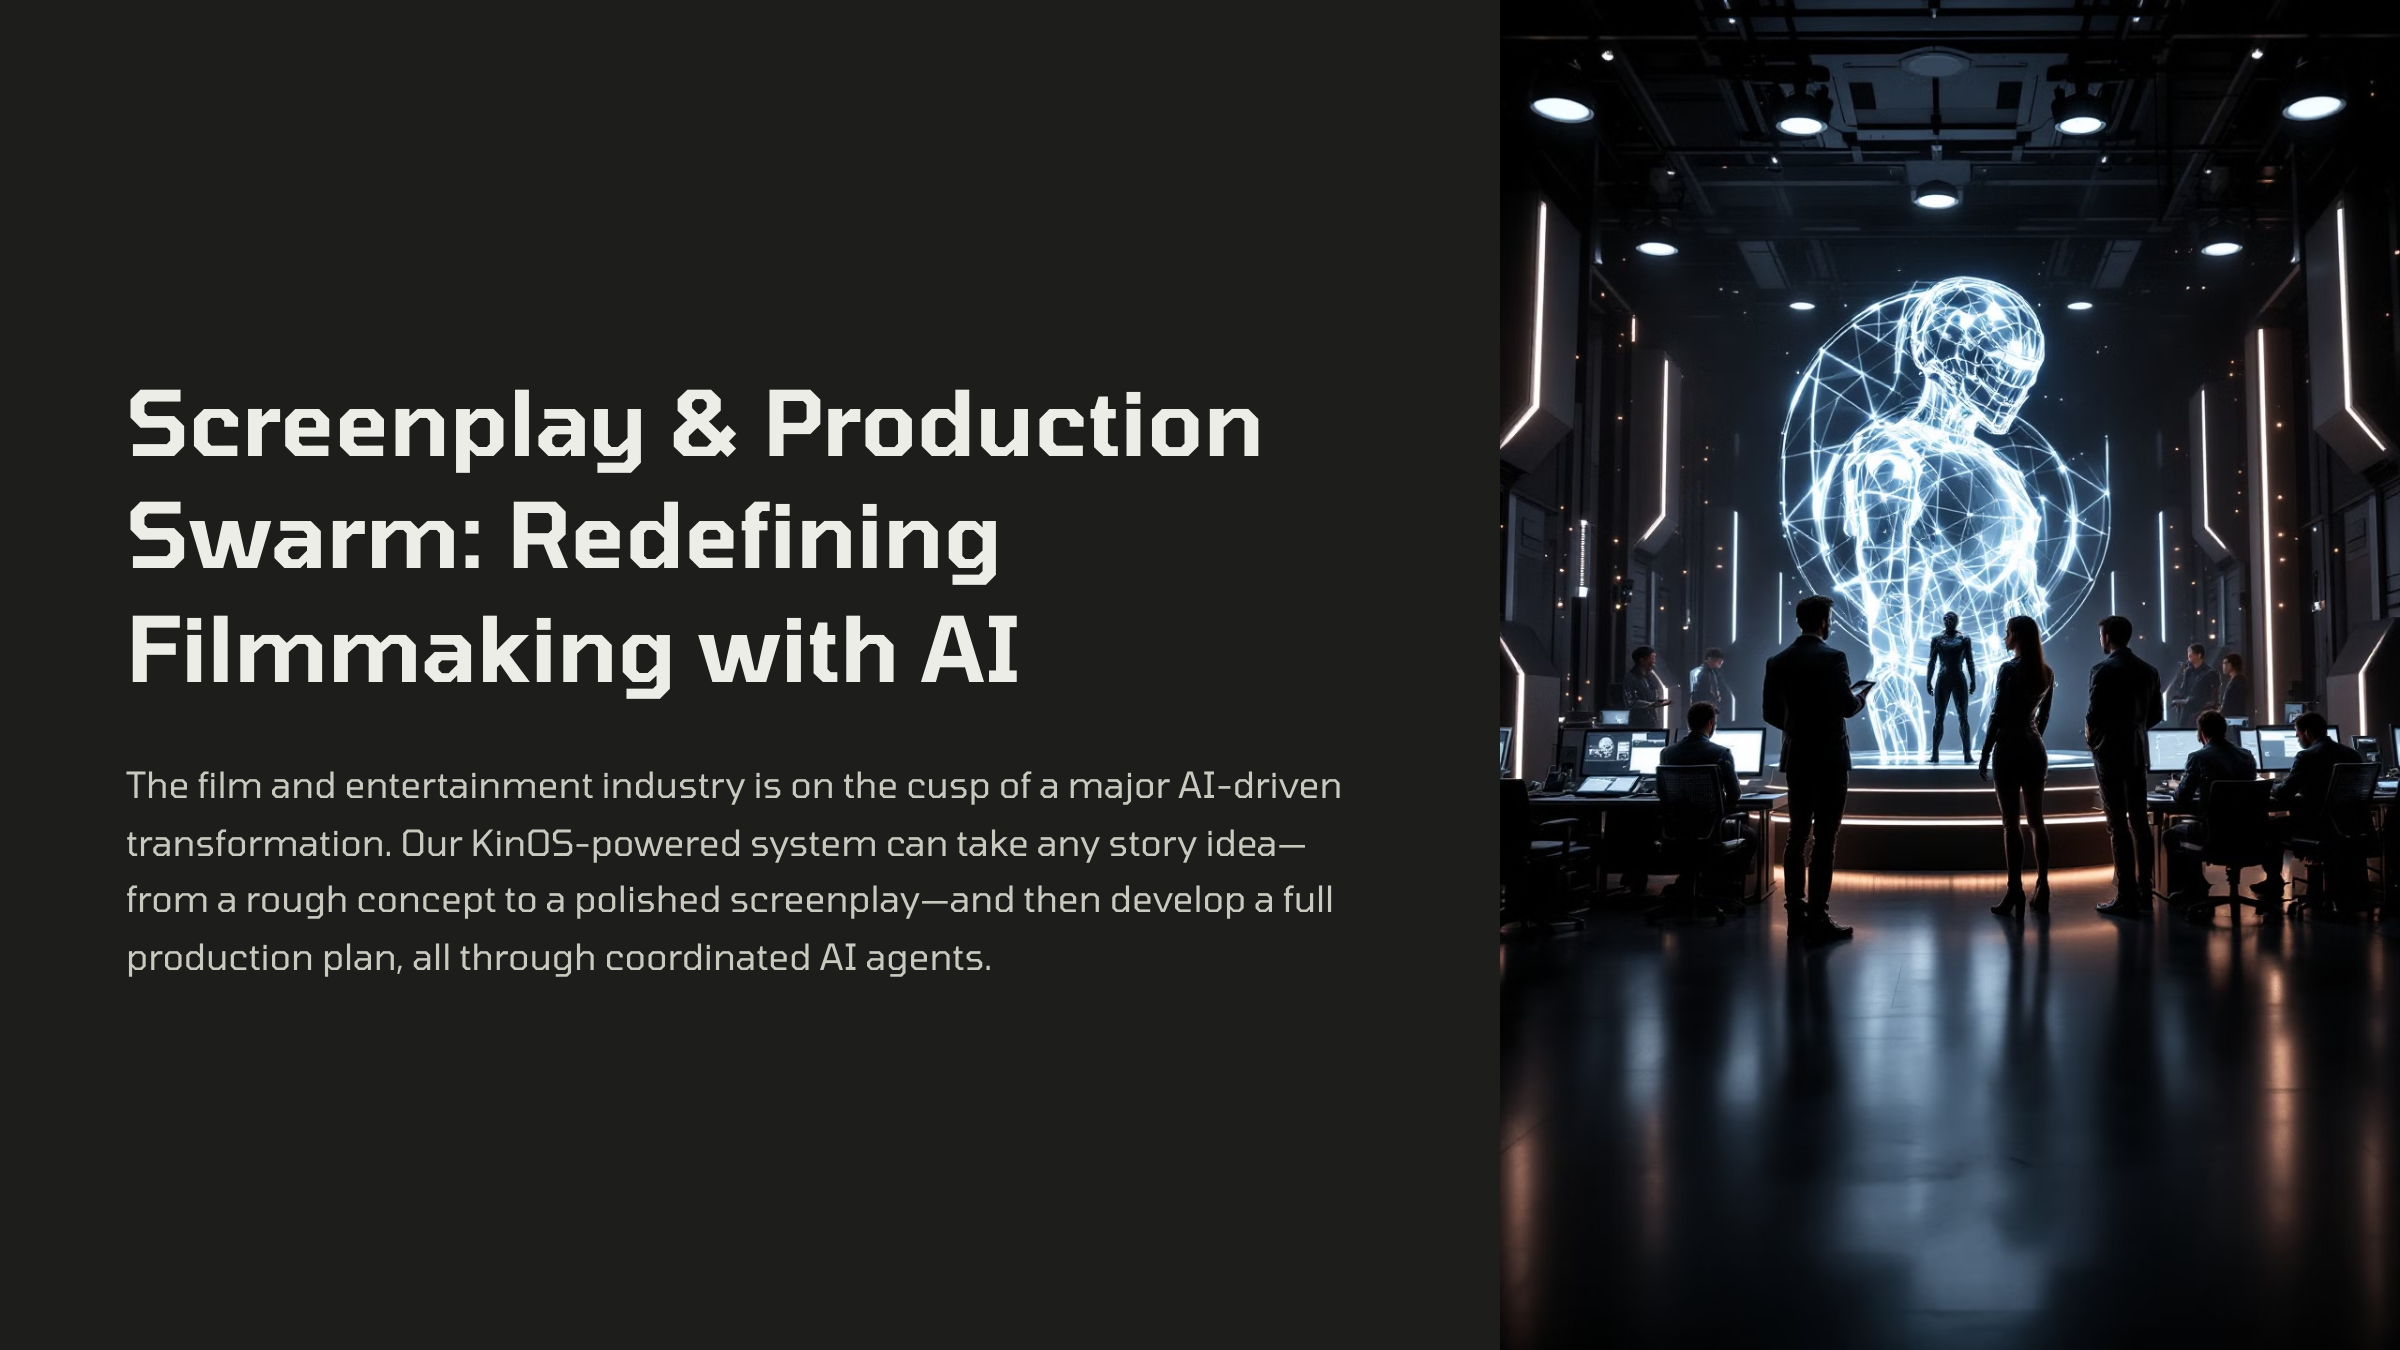 Screenplay & Production
Swarm: Redefining
Filmmaking with AI
The film and entertainment industry is on the cusp of a major AI-driven
transformation. Our KinOS-powered system can take any story idea—
from a rough concept to a polished screenplay—and then develop a full
production plan, all through coordinated AI agents.